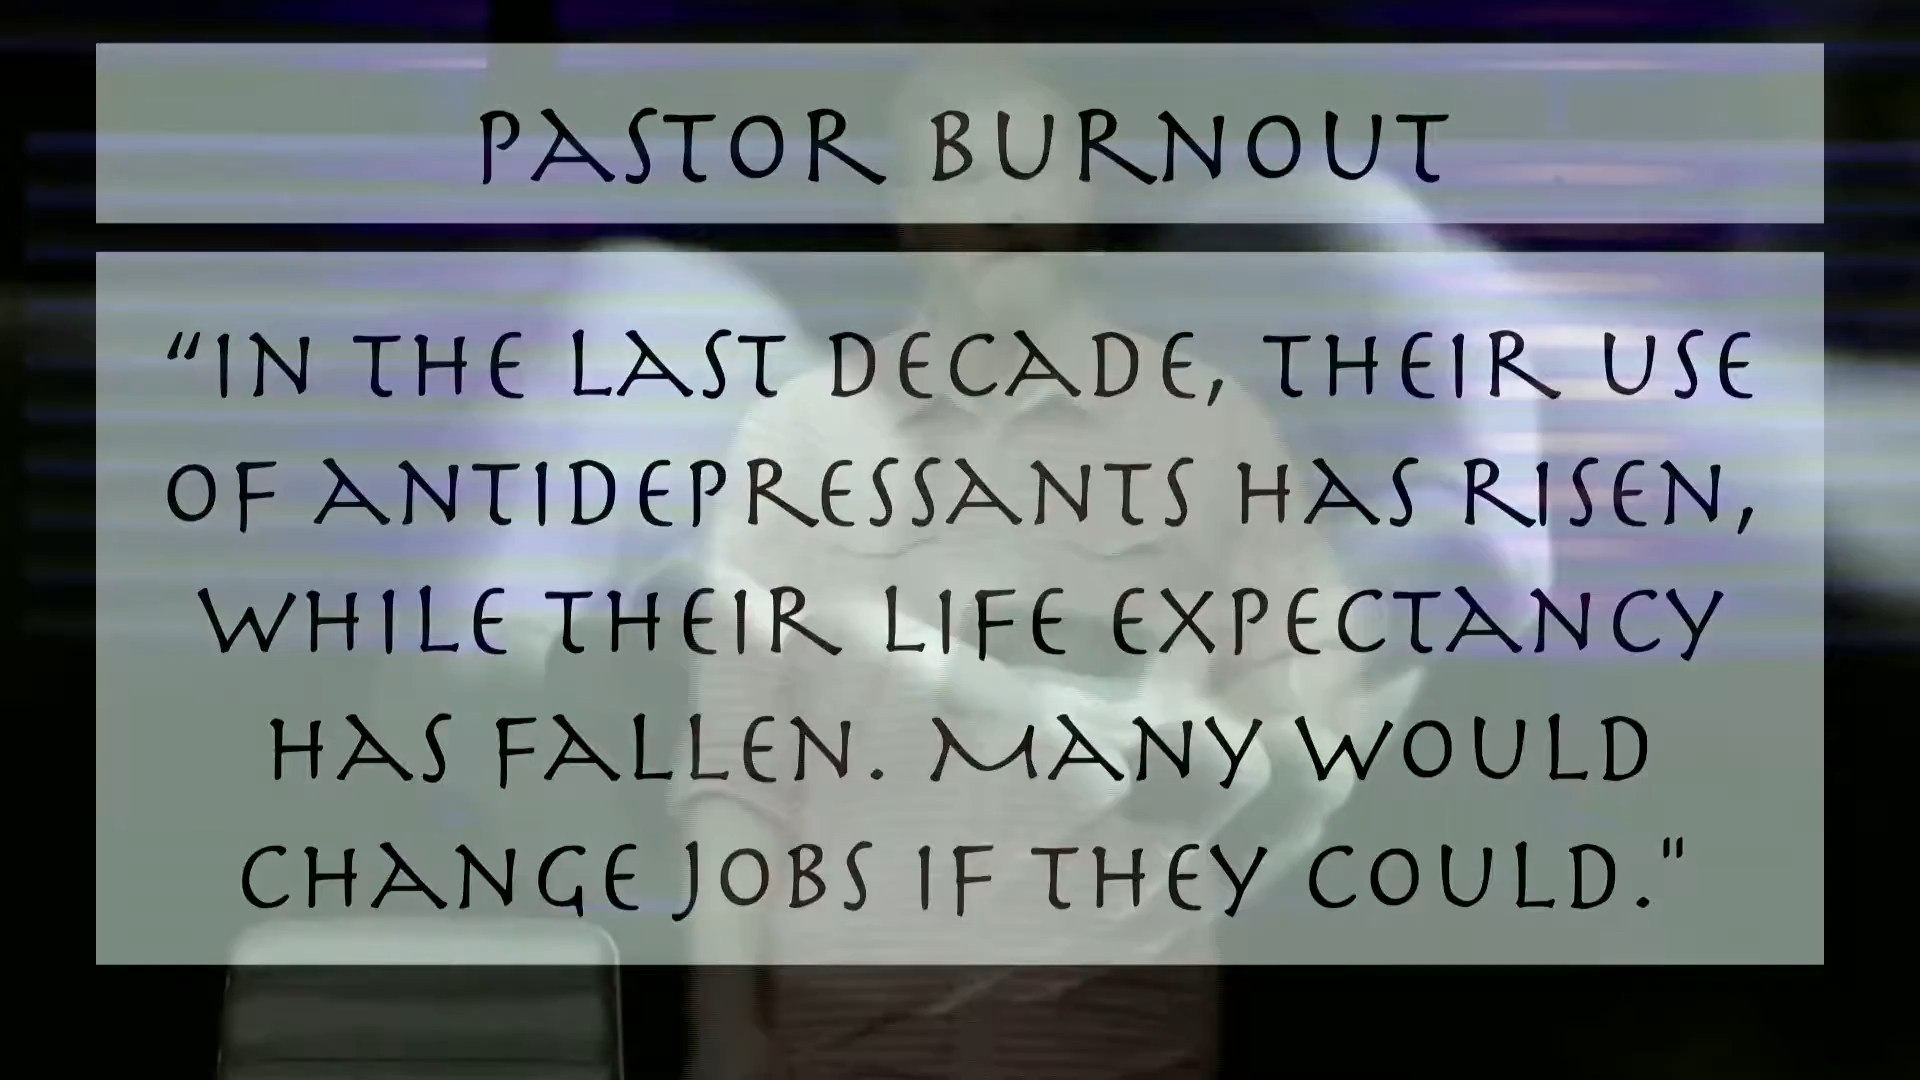 PASTOR BURNOUT
“IN THE LAST DECADE, THEIR USE
OF ANTIDEPRESSANTS HAS RISEN,
WHILE THEIR LIFE EXPECTANCY
HAS FALLEN. MANY WOULD
CHANGE JOBS IF THEY COULD."